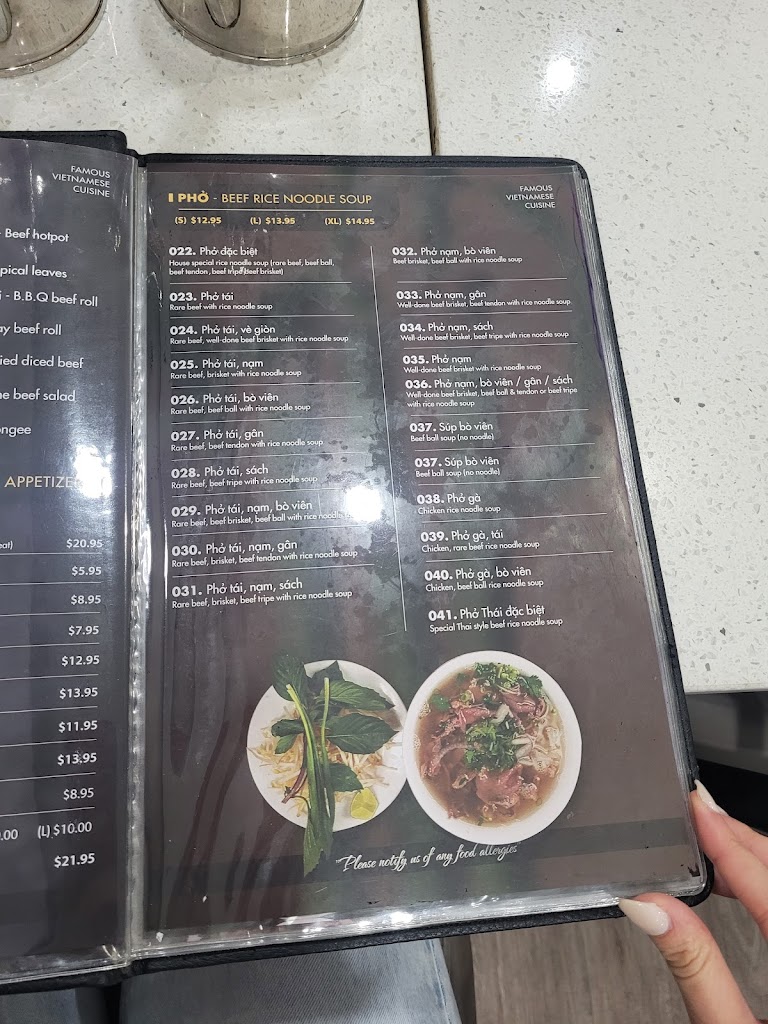 FAMOUS
VIETNAMESE
CUISINE
Beef hotpot
pical leaves
i - B.B.Q beef roll
ay beef roll
ied diced beef
ne beef salad
ongee
APPETIZE
eat)
$20.95
$5.95
$8.95
$7.95
$12.95
$13.95
$11.95
$13.95
$8.95
.00 (L) $10.00
$21.95
PHỞ - BEEF RICE NOODLE SOUP
(S) $12.95 (L) $13.95 (XL) $14.95
FAMOUS
VIETNAMESE
CUISINE
022. Phở đặc biệt
House special rice noodle soup (rare beef, beef ball,
beef tendon, beef tripe, beef brisket)
023. Phở tái
Rare beef with rice noodle soup
024. Phở tái, vè giòn
Rare beef, well-done beef brisket with rice noodle soup
025. Phở tái, nạm
Rare beef, brisket with rice noodle soup
026. Phở tái, bò viên
Rare beef, beef ball with rice noodle soup
027. Phở tái, gân
Rare beef, beef tendon with rice noodle soup
028. Phở tái, sách
Rare beef, beef tripe with rice noodle soup
029. Phở tái, nạm, bò viên
Rare beef, beef brisket, beef ball with rice noodle soup
030. Phở tái, nạm, gân
Rare beef, brisket, beef tendon with rice noodle soup
031. Phở tái, nạm, sách
Rare beef, brisket, beef tripe with rice noodle soup
032. Phở nạm, bò viên
Beef brisket, beef ball with rice noodle soup
033. Phở nạm, gân
Well-done beef brisket, beef tendon with rice noodle soup
034. Phở nạm, sách
Well-done beef brisket, beef tripe with rice noodle soup
035. Phở nạm
Well-done beef brisket with rice noodle soup
036. Phở nạm, bò viên / gân / sách
Well-done beef brisket, beef ball & tendon or beef tripe
with rice noodle soup
037. Súp bò viên
Beef ball soup (no noodle)
037. Súp bò viên
Beef ball soup (no noodle)
038. Phở gà
Chicken rice noodle soup
039. Phở gà, tái
Chicken, rare beef rice noodle soup
040. Phở gà, bò viên
Chicken, beef ball rice noodle soup
041. Phở Thái đặc biệt
Special Thai style beef rice noodle soup
"Please notify us of any food allergies"